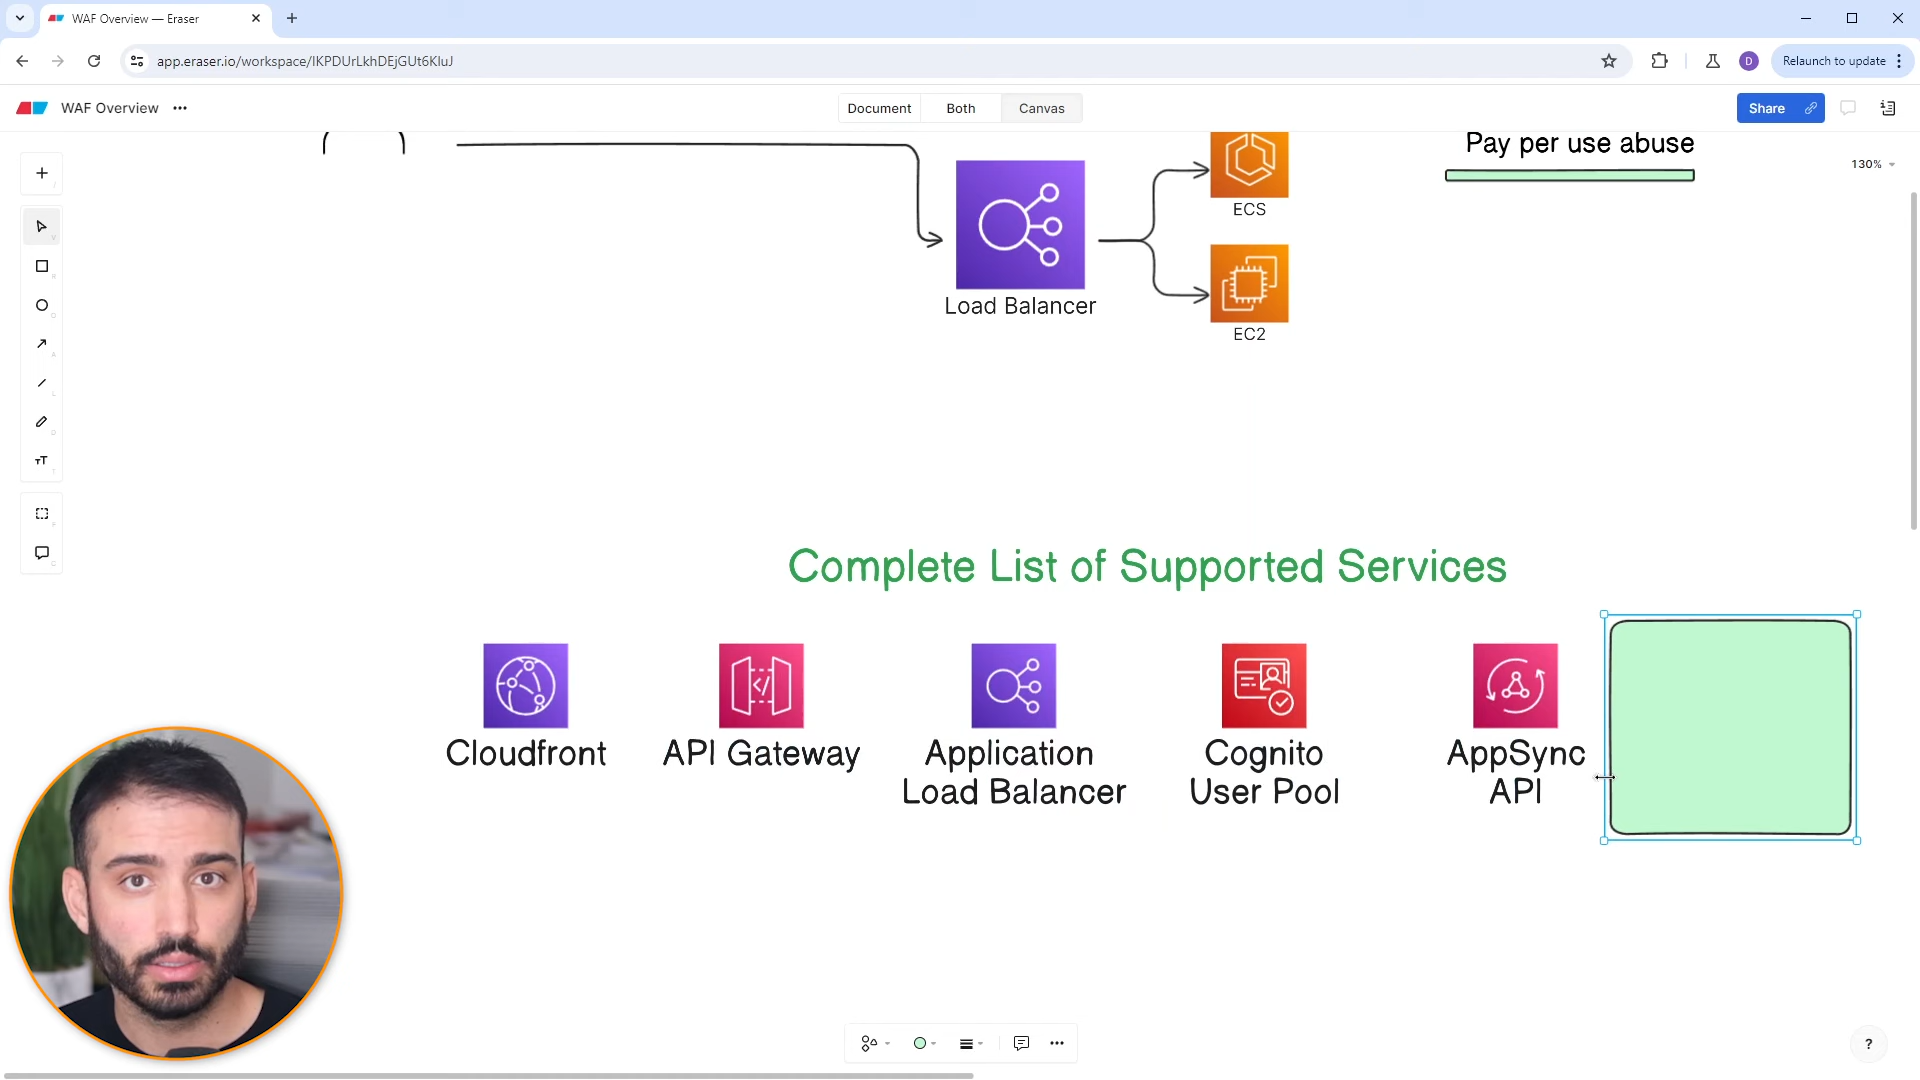 WAF Overview — Eraser
app.eraser.io/workspace/IKPDUrLkhDEjGUt6KIuJ
D
Relaunch to update
WAF Overview
Document
Both
Canvas
Share
130%
Pay per use abuse
ECS
Load Balancer
EC2
Complete List of Supported Services
Cloudfront
API Gateway
Application
Load Balancer
Cognito
User Pool
AppSync
API
?